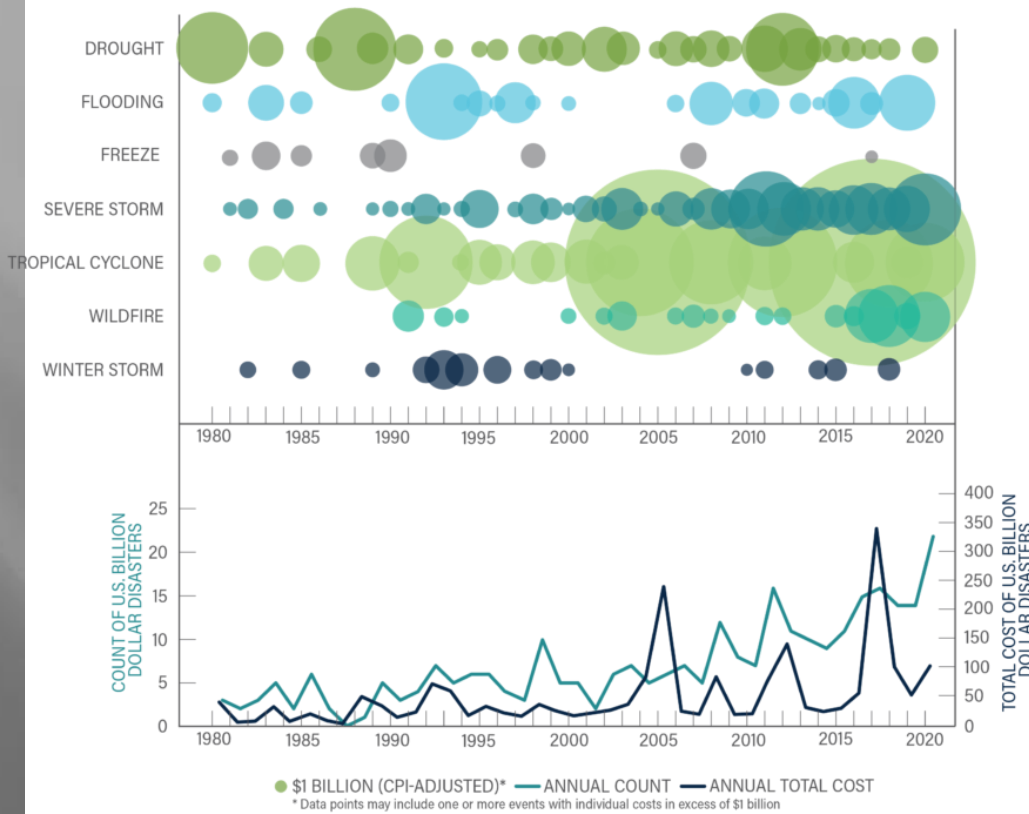 DROUGHT
FLOODING
FREEZE
SEVERE STORM
TROPICAL CYCLONE
WILDFIRE
WINTER STORM
1980 1985 1990 1995 2000 2005 2010 2015 2020
COUNT OF U.S. BILLION
DOLLAR DISASTERS
25
20
15
10
5
0
400
350
300
250
200
150
100
50
0
TOTAL COST OF U.S. BILLION
DOLLAR DISASTERS
1980 1985 1990 1995 2000 2005 2010 2015 2020
$1 BILLION (CPI-ADJUSTED)* ANNUAL COUNT ANNUAL TOTAL COST
* Data points may include one or more events with individual costs in excess of $1 billion